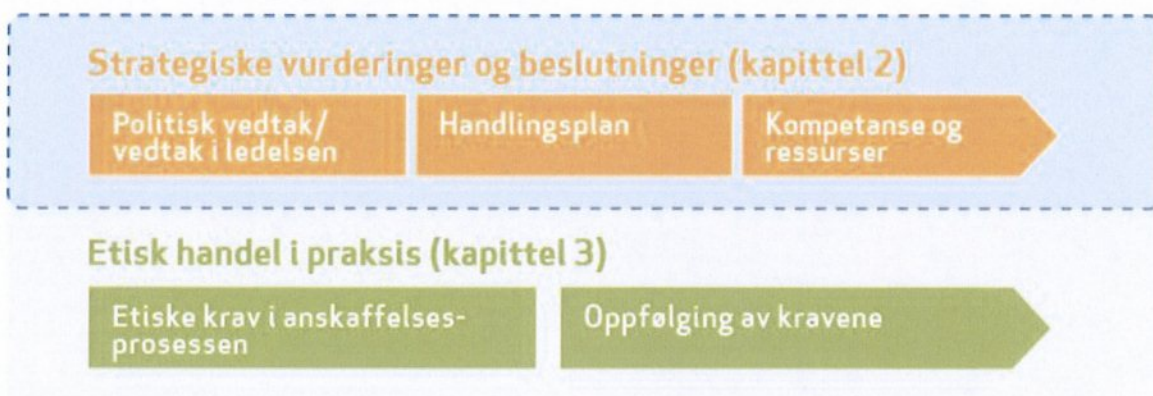 Strategiske vurderinger og beslutninger (kapittel 2)
Politisk vedtak/
vedtak i ledelsen
Handlingsplan
Kompetanse og
ressurser
Etisk handel i praksis (kapittel 3)
Etiske krav i anskaffelses-
prosessen
Oppfølging av kravene